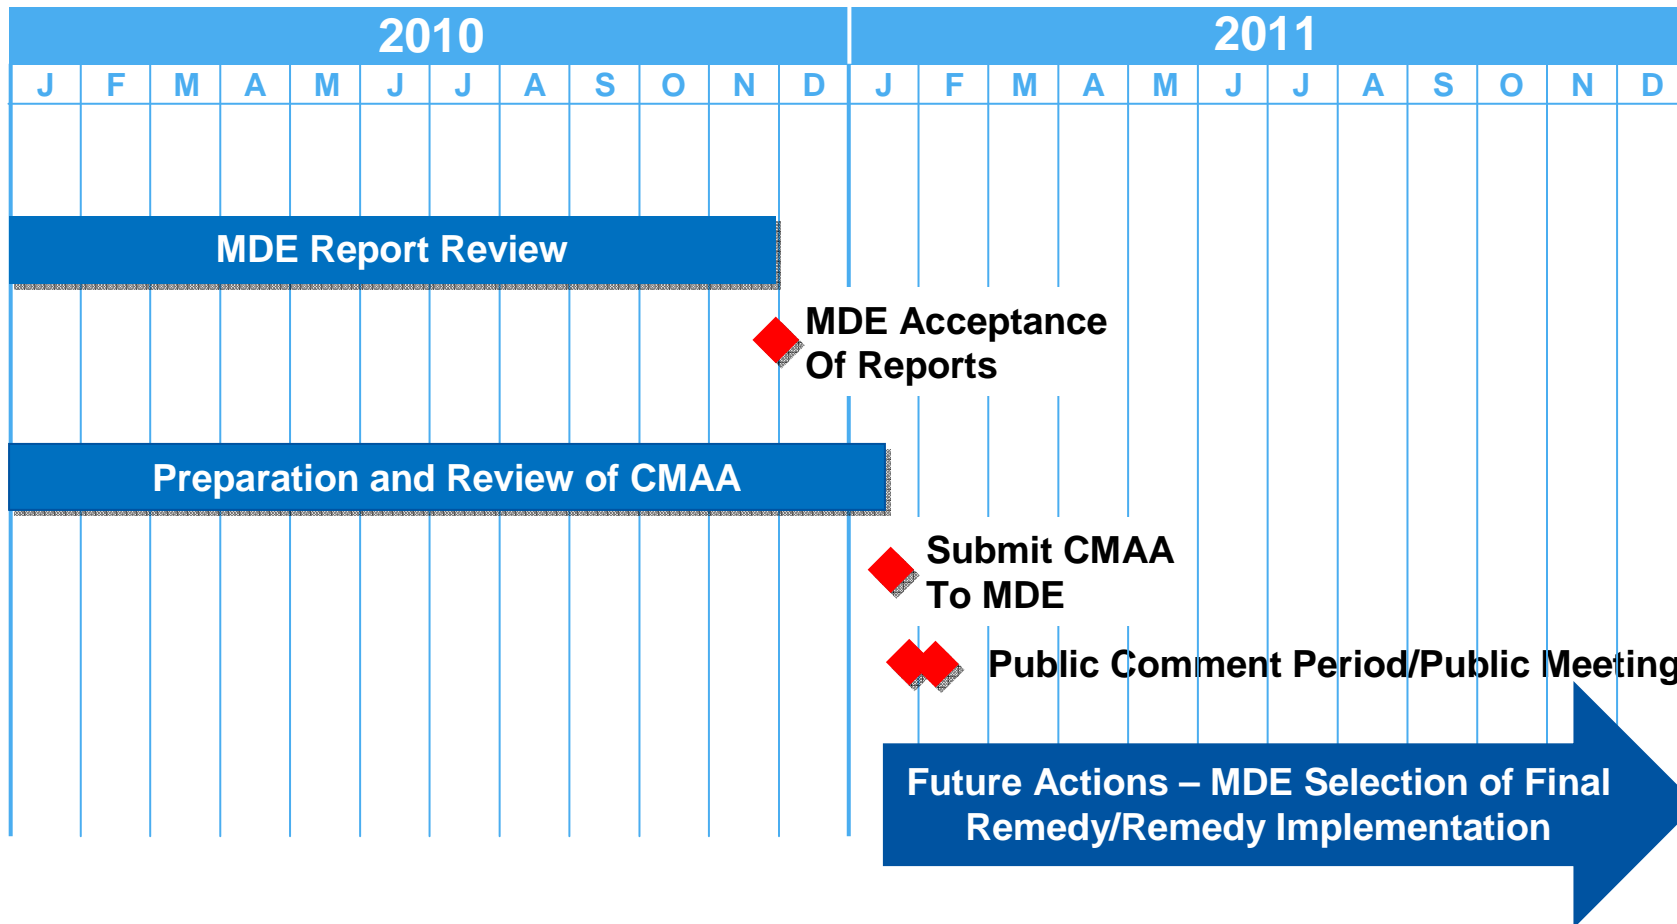 2010 2011
J F M A M J J A S O N D J F M A M J J A S O N D
MDE Report Review
MDE Acceptance
Of Reports
Preparation and Review of CMAA
Submit CMAA
To MDE
Public Comment Period/Public Meeting
Future Actions – MDE Selection of Final
Remedy/Remedy Implementation